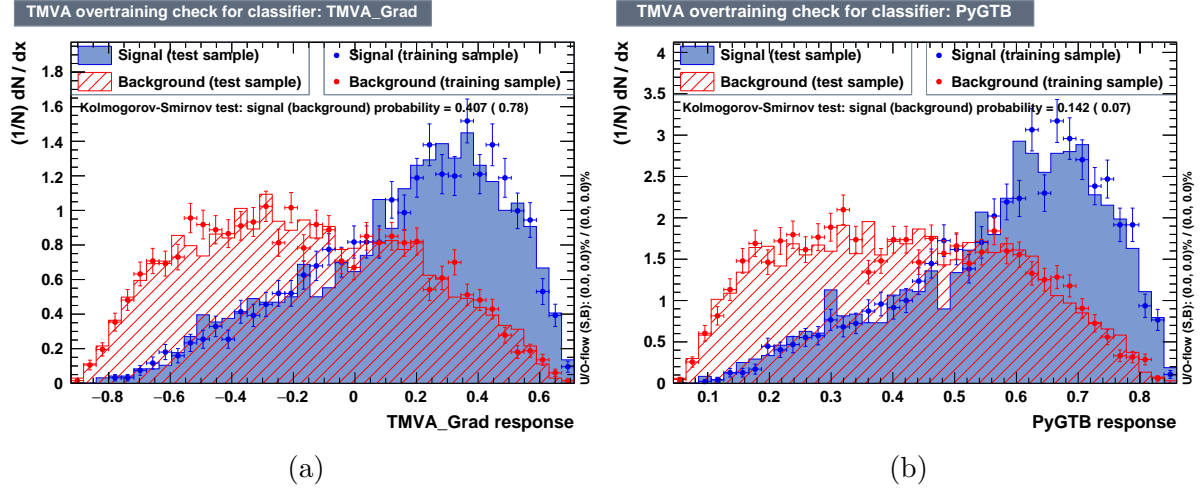 TMVA overtraining check for classifier: TMVA_Grad
(1/N) dN / dx
1.8
1.6
1.4
1.2
1
0.8
0.6
0.4
0.2
0
Signal (test sample)
Background (test sample)
Signal (training sample)
Background (training sample)
Kolmogorov-Smirnov test: signal (background) probability = 0.407 ( 0.78)
−0.8 −0.6 −0.4 −0.2 0 0.2 0.4 0.6
TMVA_Grad response
U/O-flow (S,B): (0.0, 0.0)% / (0.0, 0.0)%
(a)
TMVA overtraining check for classifier: PyGTB
(1/N) dN / dx
4
3.5
3
2.5
2
1.5
1
0.5
0
Signal (test sample)
Background (test sample)
Signal (training sample)
Background (training sample)
Kolmogorov-Smirnov test: signal (background) probability = 0.142 ( 0.07)
0.1 0.2 0.3 0.4 0.5 0.6 0.7 0.8
PyGTB response
U/O-flow (S,B): (0.0, 0.0)% / (0.0, 0.0)%
(b)